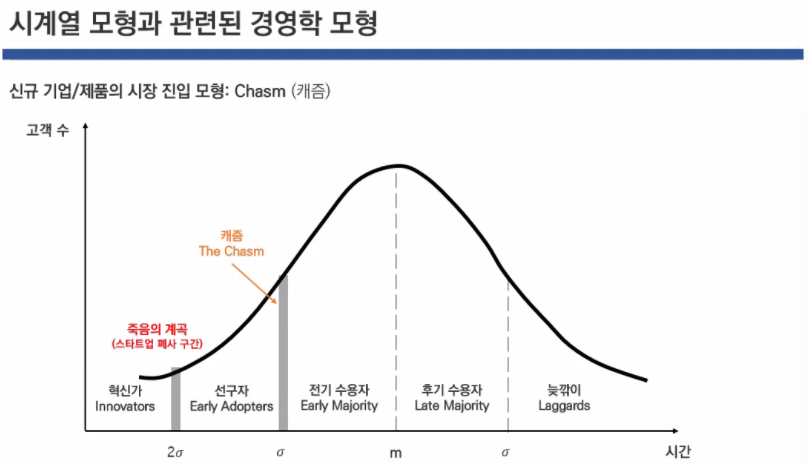 시계열 모형과 관련된 경영학 모형
신규 기업/제품의 시장 진입 모형: Chasm (캐즘)
고객 수
캐즘
The Chasm
죽음의 계곡
(스타트업 폐사 구간)
혁신가
Innovators
선구자
Early Adopters
전기 수용자
Early Majority
후기 수용자
Late Majority
늦깎이
Laggards
2σ
σ
m
σ
시간